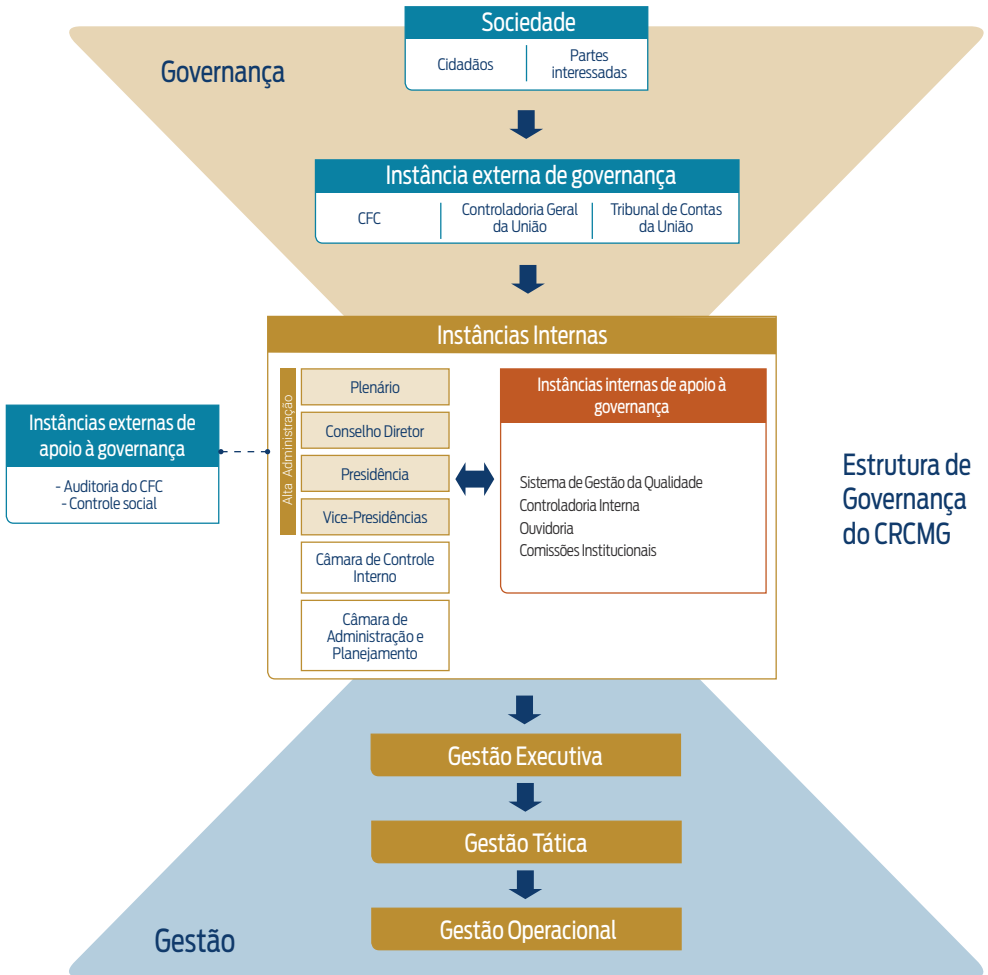 Sociedade
Cidadãos
Partes
interessadas
Governança
Instância externa de governança
CFC
Controladoria Geral
da União
Tribunal de Contas
da União
Instâncias Internas
Alta Administração
Plenário
Conselho Diretor
Presidência
Vice-Presidências
Câmara de Controle
Interno
Câmara de
Administração e
Planejamento
Instâncias internas de apoio à
governança
Sistema de Gestão da Qualidade
Controladoria Interna
Ouvidoria
Comissões Institucionais
Instâncias externas de
apoio à governança
- Auditoria do CFC
- Controle social
Estrutura de
Governança
do CRCMG
Gestão Executiva
Gestão Tática
Gestão Operacional
Gestão